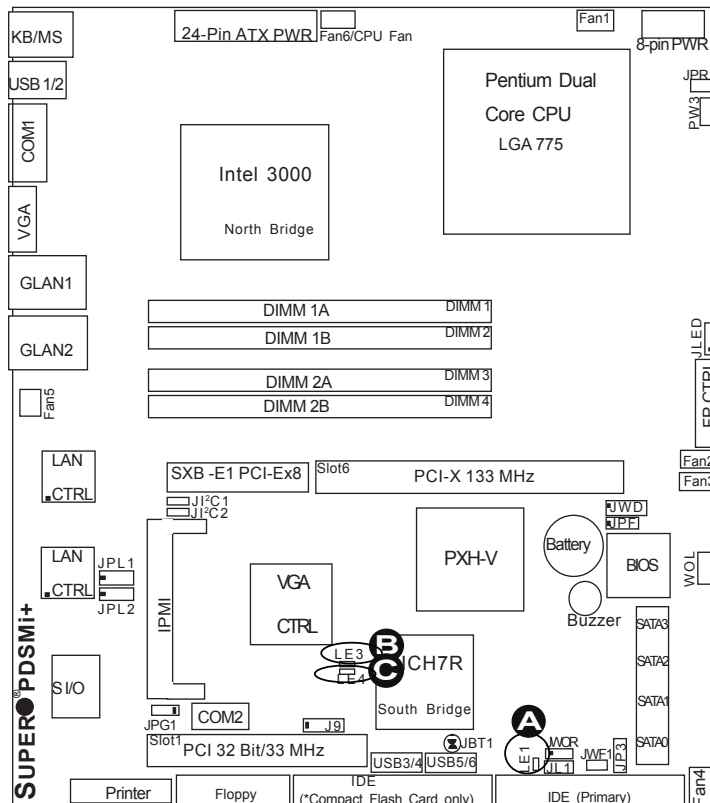 KB/MS
24-Pin ATX PWR
Fan6/CPU Fan
Fan1
8-pin PWR
USB 1/2
JPR
PW3
COM1
Pentium Dual
Core CPU
LGA 775
Intel 3000
North Bridge
VGA
GLAN1
GLAN2
DIMM 1A DIMM 1
DIMM 1B DIMM 2
DIMM 2A DIMM 3
DIMM 2B DIMM 4
JLED
FP CTRL
Fan5
Fan2
Fan3
LAN
CTRL
SXB -E1 PCI-Ex8
Slot6
PCI-X 133 MHz
JI²C1
JI²C2
JWD
JPF
PXH-V
Battery
BIOS
WOL
LAN
CTRL
JPL1
JPL2
IPMI
VGA
CTRL
Buzzer
SATA3
SATA2
SATA1
SATA0
LE3
B
LE4
C
ICH7R
South Bridge
SUPER® PDSMi+
S I/O
JPG1
COM2
J9
A
Slot1
PCI 32 Bit/33 MHz
JBT1
USB3/4
USB5/6
LE1
JWOR
JL1
JWF1
JP3
Fan4
Printer
Floppy
IDE
(*Compact Flash Card only)
IDE (Primary)